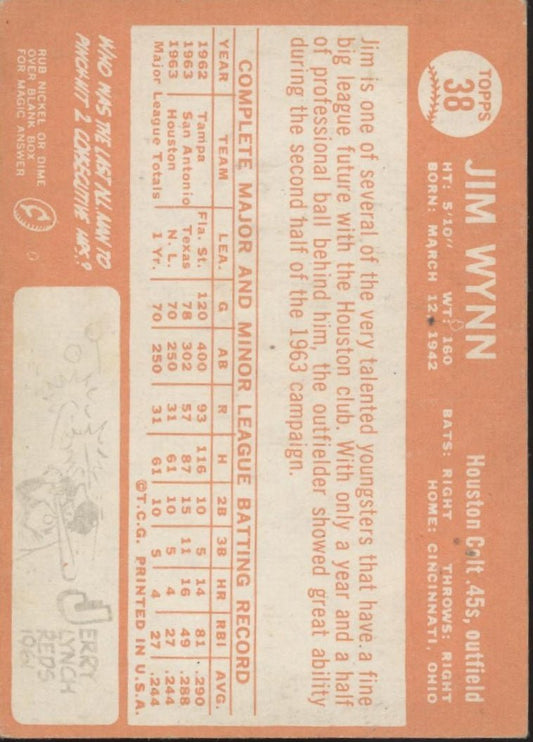 TOPPS
38
JIM WYNN
Houston Colt .45s, outfield
HT: 5'10" WT: 160 BATS: RIGHT THROWS: RIGHT
BORN: MARCH 12, 1942 HOME: CINCINNATI, OHIO
Jim is one of several of the very talented youngsters that have a fine
big league future with the Houston club. With only a year and a half
of professional ball behind him, the outfielder showed great ability
during the second half of the 1963 campaign.
COMPLETE MAJOR AND MINOR LEAGUE BATTING RECORD
YEAR TEAM LEA. G AB R H 2B 3B HR RBI AVG.
1962 Tampa Fla. St. 120 400 93 116 10 5 14 81 .290
1963 San Antonio Texas 78 302 57 87 15 11 16 49 .288
1963 Houston N. L. 70 250 31 61 10 5 4 27 .244
Major League Totals 1 Yr. 70 250 31 61 10 5 4 27 .244
©T.C.G. PRINTED IN U.S.A.
WHO WAS THE LAST N.L. MAN TO
PINCH-HIT 2 CONSECUTIVE HRS.?
RUB NICKEL OR DIME
OVER BLANK BOX
FOR MAGIC ANSWER
JERRY
LYNCH
REDS
1961